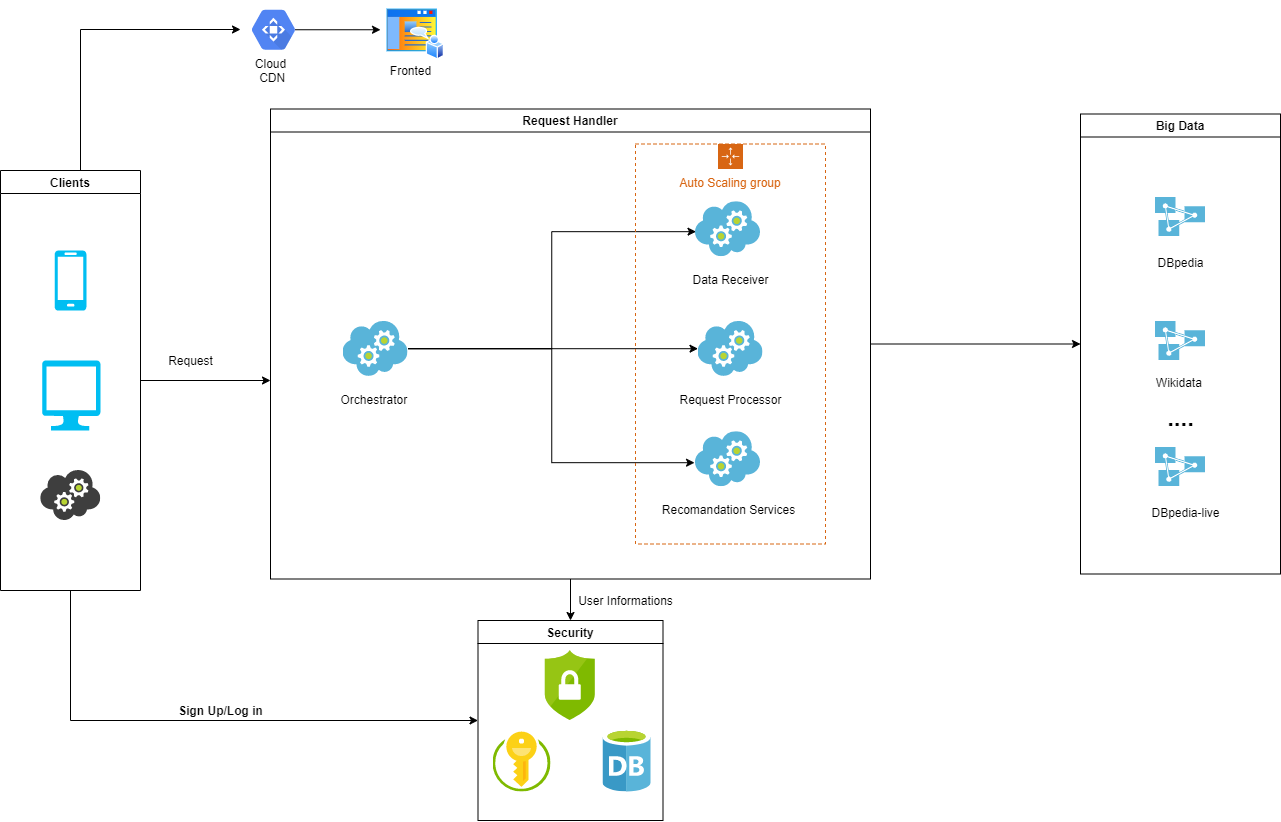 Cloud
CDN
Fronted
Request Handler
Big Data
Clients
Auto Scaling group
Data Receiver
DBpedia
Request
Orchestrator
Request Processor
Wikidata
....
Recomandation Services
DBpedia-live
User Informations
Security
Sign Up/Log in
DB